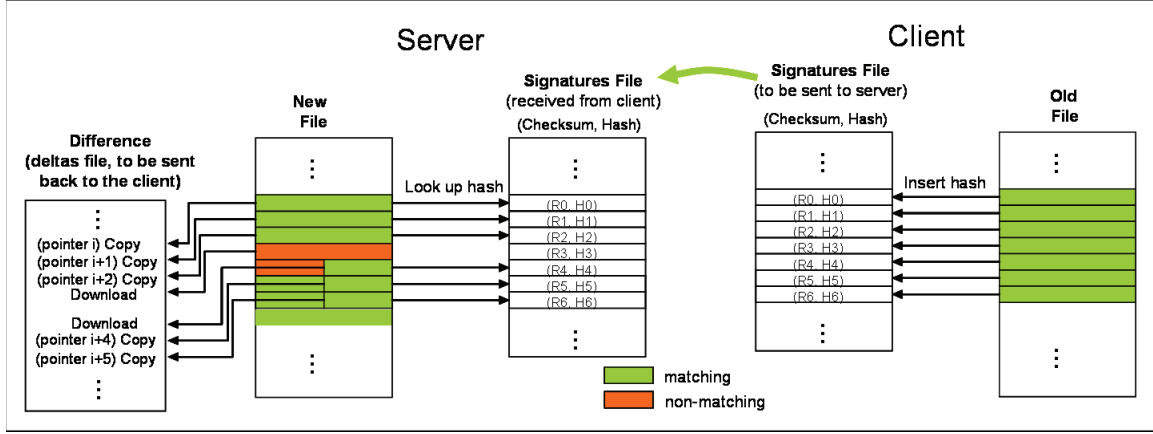 Server
Client
Difference
(deltas file, to be sent
back to the client)
⋮
(pointer i) Copy
(pointer i+1) Copy
(pointer i+2) Copy
Download
Download
(pointer i+4) Copy
(pointer i+5) Copy
⋮
New
File
⋮
⋮
Look up hash
Signatures File
(received from client)
(Checksum, Hash)
⋮
(R0, H0)
(R1, H1)
(R2, H2)
(R3, H3)
(R4, H4)
(R5, H5)
(R6, H6)
⋮
matching
non-matching
Signatures File
(to be sent to server)
(Checksum, Hash)
⋮
(R0, H0)
(R1, H1)
(R2, H2)
(R3, H3)
(R4, H4)
(R5, H5)
(R6, H6)
⋮
Insert hash
Old
File
⋮
⋮